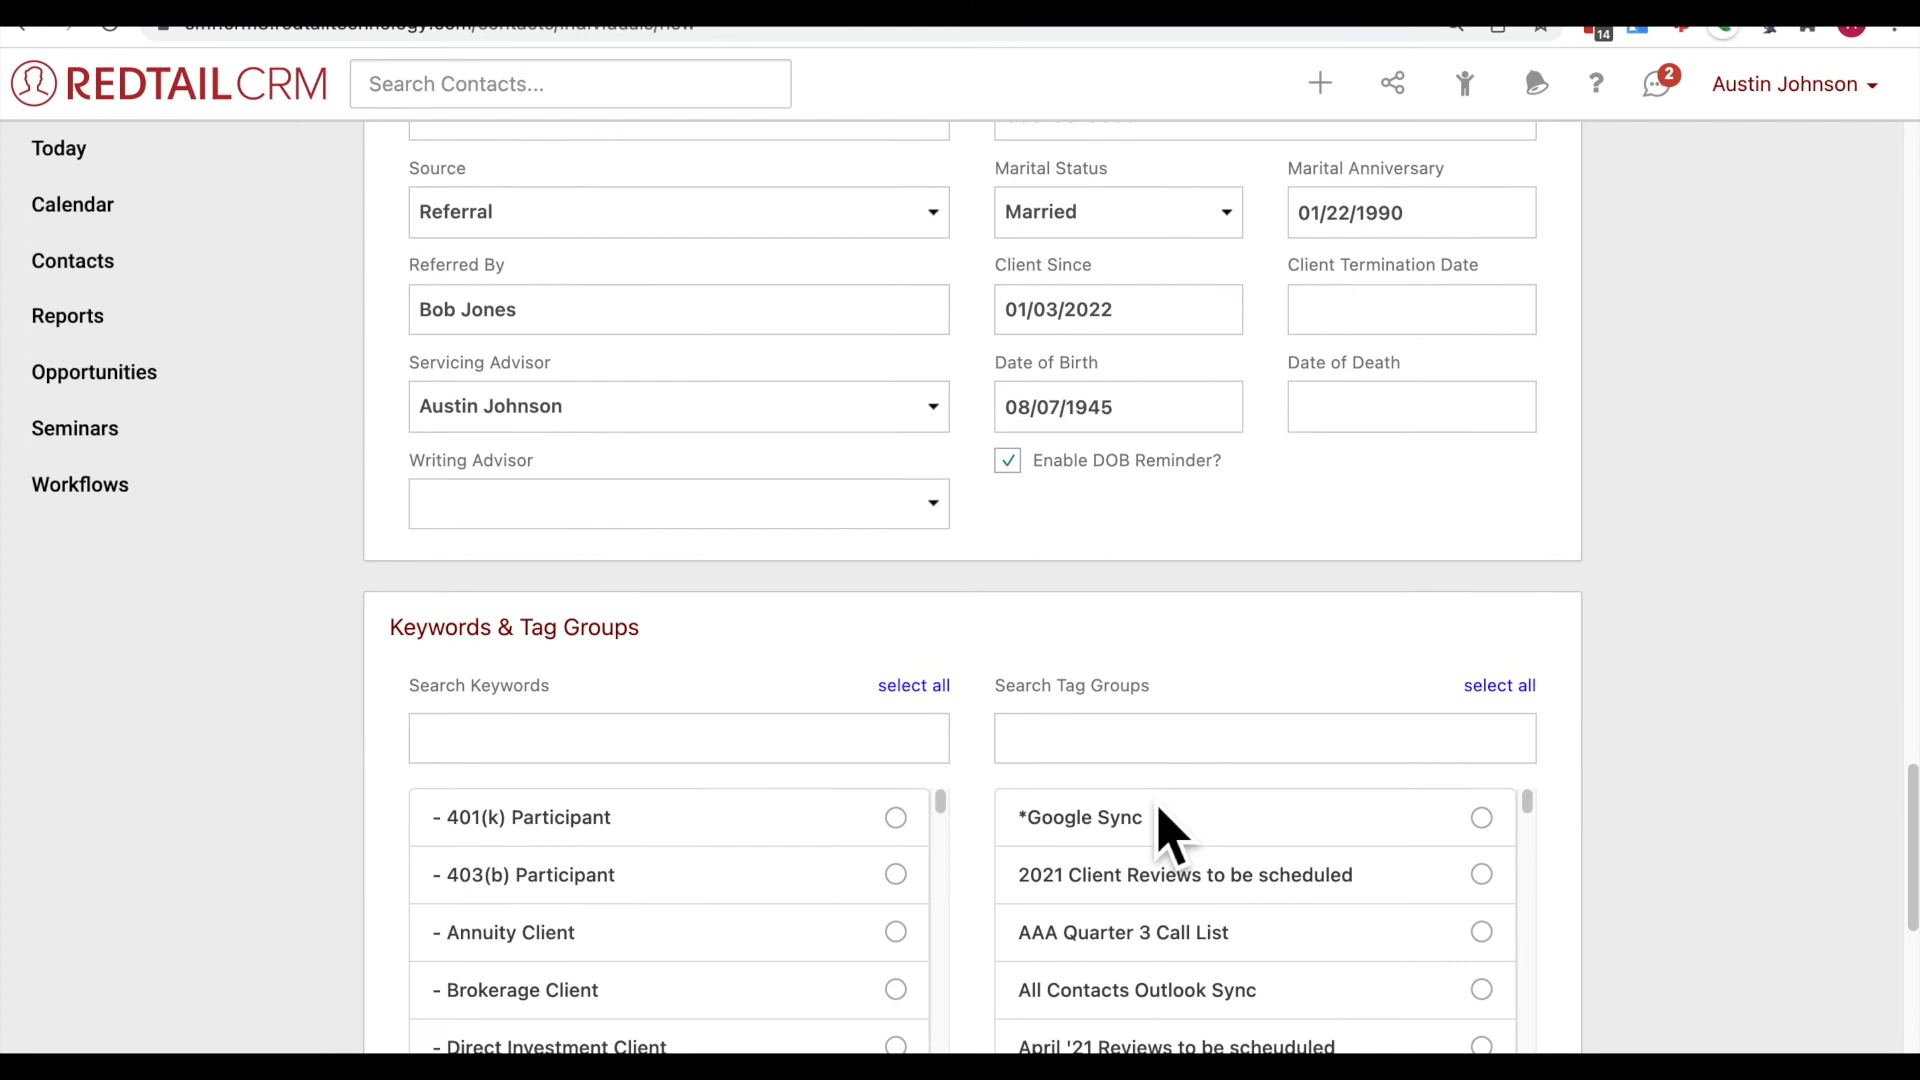 14
REDTAILCRM
Search Contacts...
?
2
Austin Johnson
Today
Calendar
Contacts
Reports
Opportunities
Seminars
Workflows
Source
Marital Status
Marital Anniversary
Referral
Married
01/22/1990
Referred By
Client Since
Client Termination Date
Bob Jones
01/03/2022
Servicing Advisor
Date of Birth
Date of Death
Austin Johnson
08/07/1945
Writing Advisor
Enable DOB Reminder?
Keywords & Tag Groups
Search Keywords
select all
Search Tag Groups
select all
- 401(k) Participant
*Google Sync
- 403(b) Participant
2021 Client Reviews to be scheduled
- Annuity Client
AAA Quarter 3 Call List
- Brokerage Client
All Contacts Outlook Sync
- Direct Investment Client
April '21 Reviews to be scheuduled